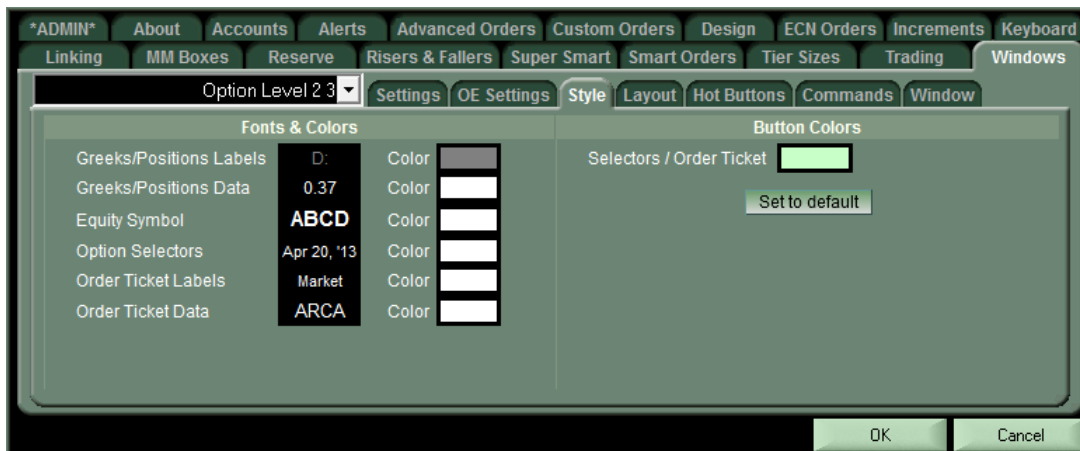 *ADMIN* About Accounts Alerts Advanced Orders Custom Orders Design ECN Orders Increments Keyboard
Linking MM Boxes Reserve Risers & Fallers Super Smart Smart Orders Tier Sizes Trading Windows
Option Level 2 3 Settings OE Settings Style Layout Hot Buttons Commands Window
Fonts & Colors Button Colors
Greeks/Positions Labels D: Color Selectors / Order Ticket
Greeks/Positions Data 0.37 Color
Set to default
Equity Symbol ABCD Color
Option Selectors Apr 20, '13 Color
Order Ticket Labels Market Color
Order Ticket Data ARCA Color
OK Cancel